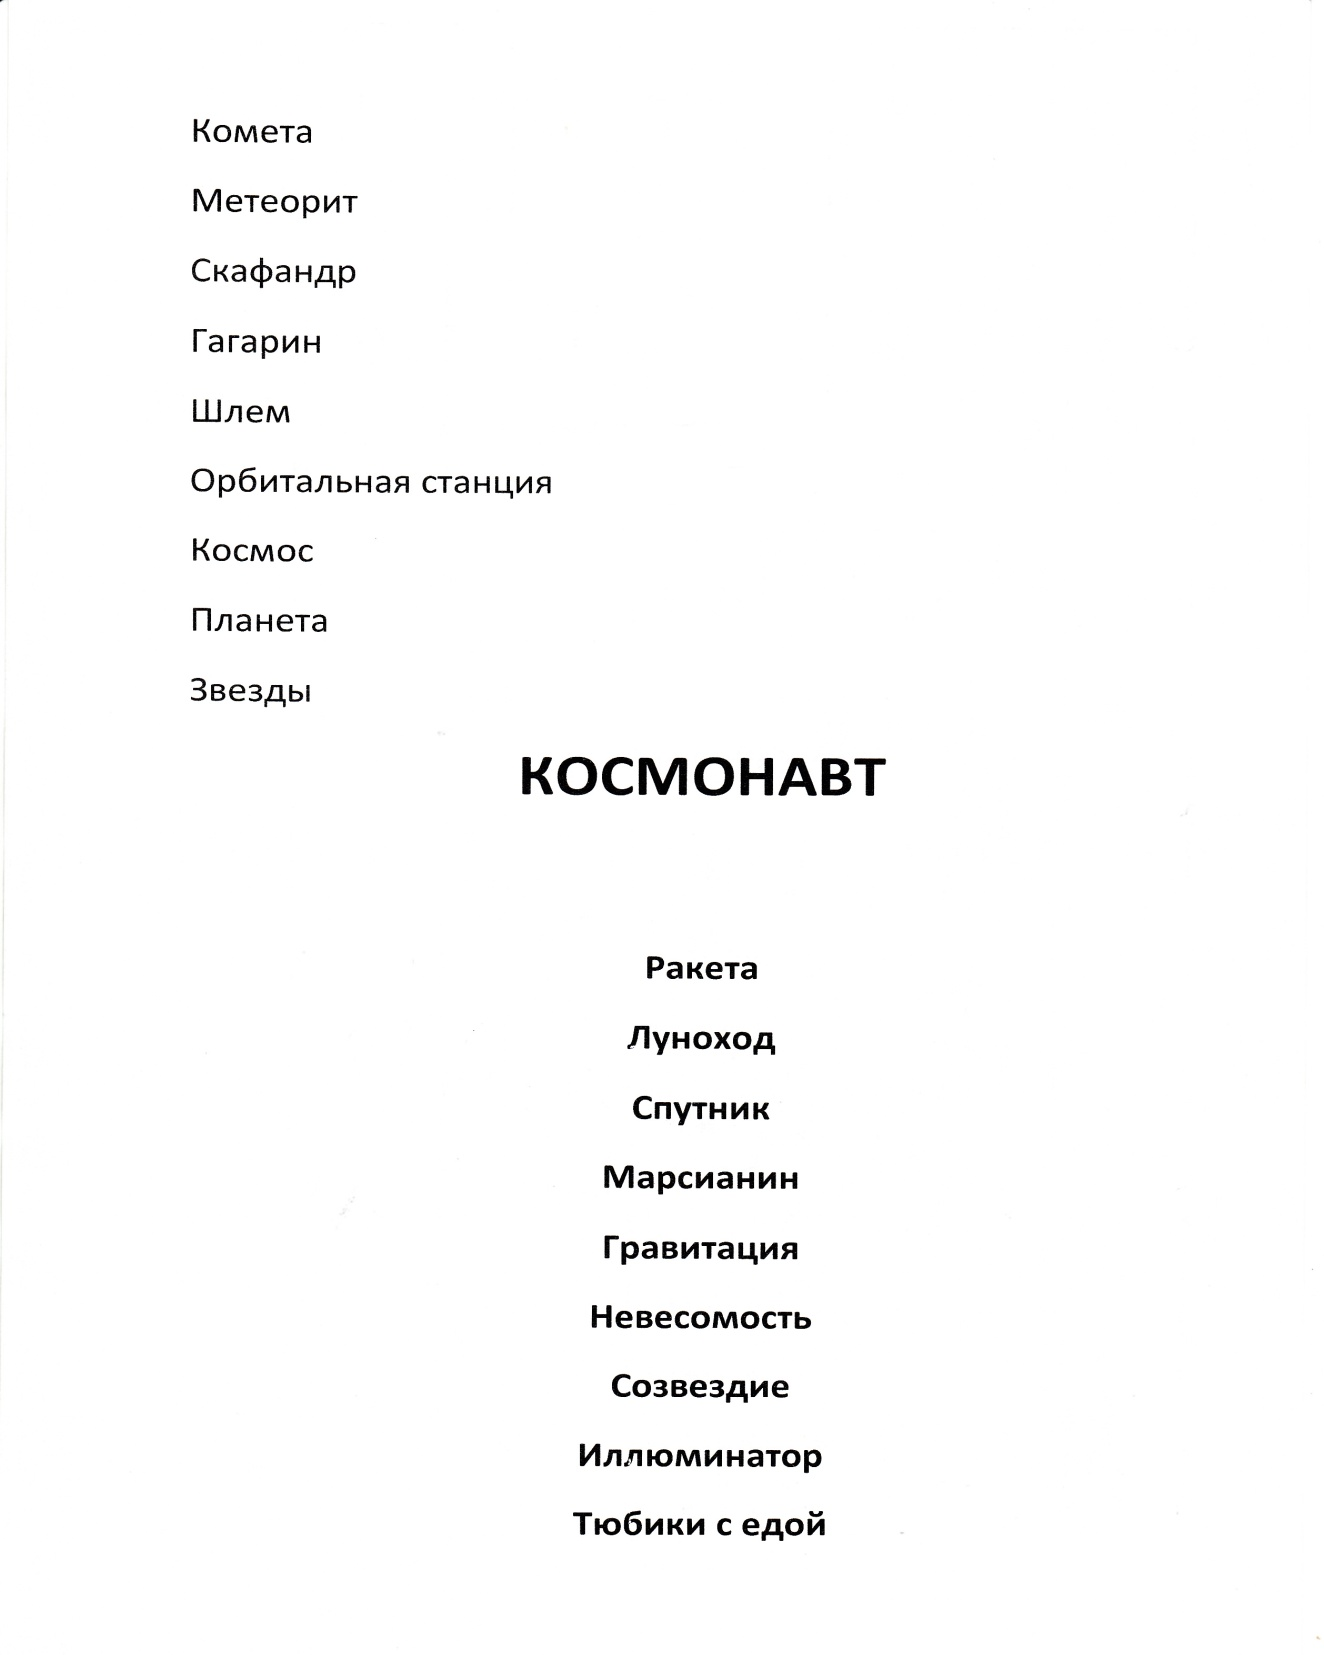 Комета
Метеорит
Скафандр
Гагарин
Шлем
Орбитальная станция
Космос
Планета
Звезды
КОСМОНАВТ
Ракета
Луноход
Спутник
Марсианин
Гравитация
Невесомость
Созвездие
Иллюминатор
Тюбики с едой